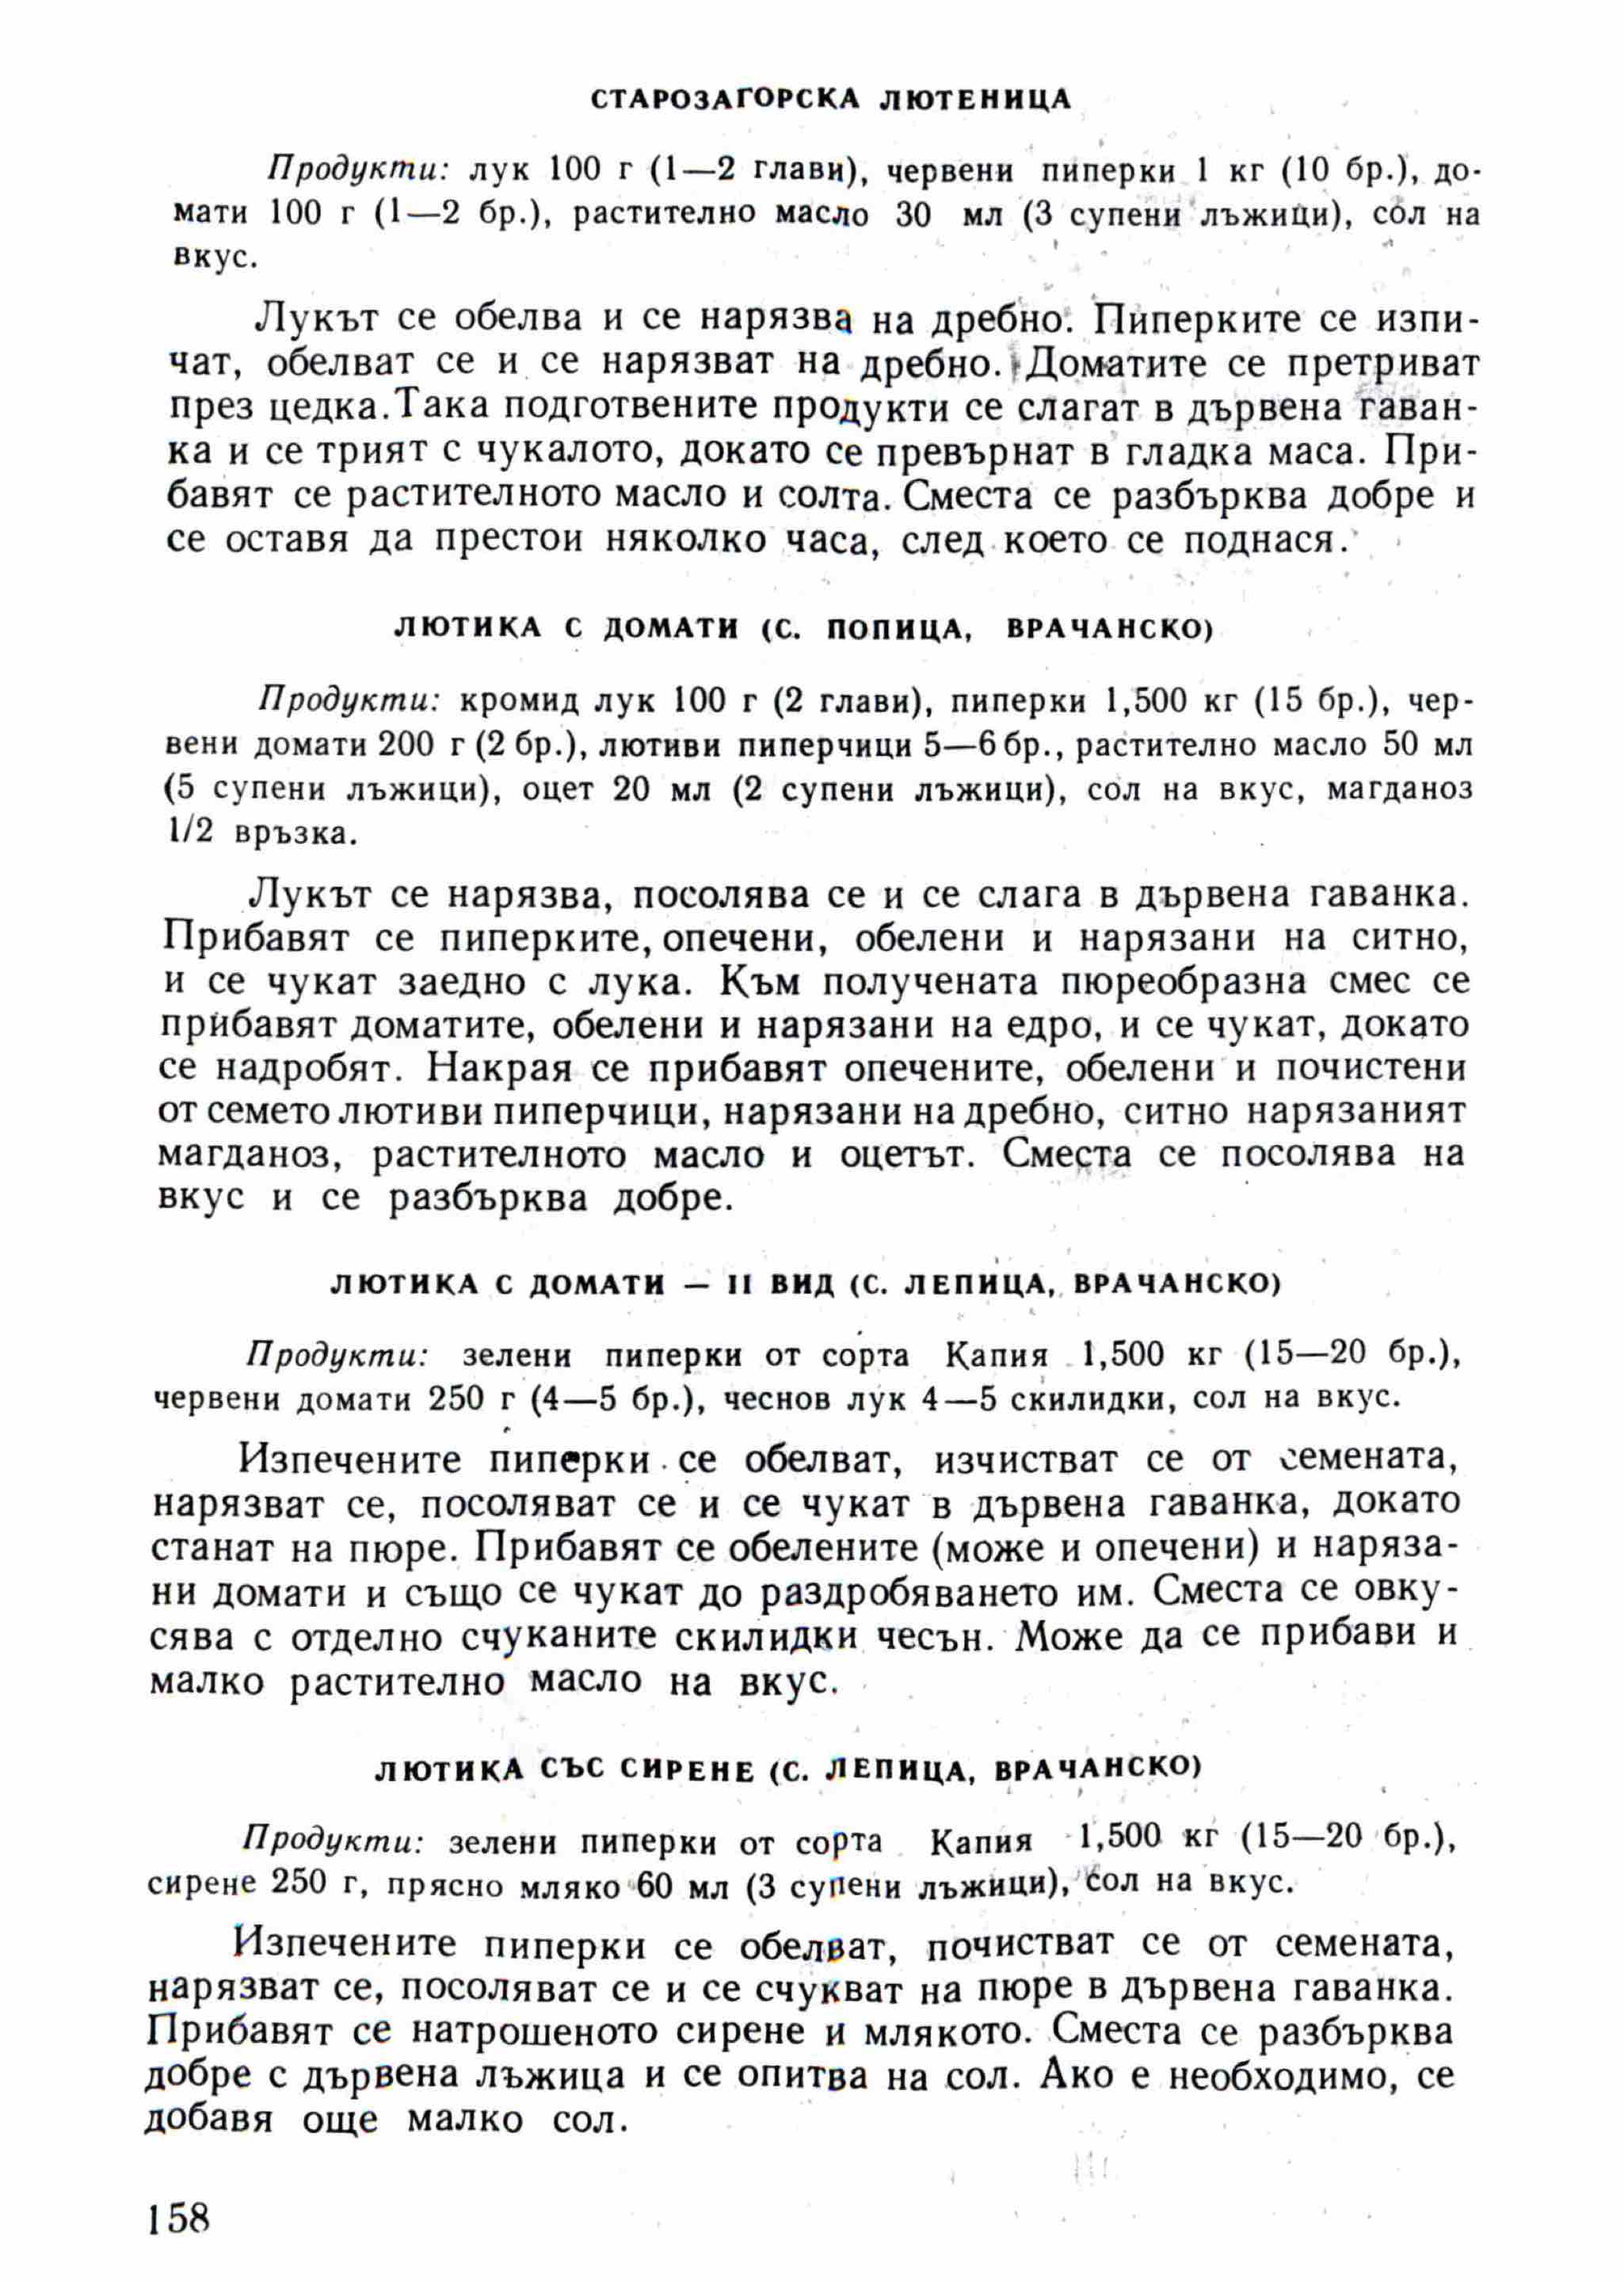 СТАРОЗАГОРСКА ЛЮТЕНИЦА
Продукти: лук 100 г (1—2 глави), червени пиперки 1 кг (10 бр.), до-
мати 100 г (1—2 бр.), растително масло 30 мл (3 супени лъжици), сол на
вкус.
Лукът се обелва и се нарязва на дребно. Пиперките се изпи-
чат, обелват се и се нарязват на дребно. Доматите се претриват
през цедка. Така подготвените продукти се слагат в дървена гаван-
ка и се трият с чукалото, докато се превърнат в гладка маса. При-
бавят се растителното масло и солта. Сместа се разбърква добре и
се оставя да престои няколко часа, след което се поднася.
ЛЮТИКА С ДОМАТИ (С. ПОПИЦА, ВРАЧАНСКО)
Продукти: кромид лук 100 г (2 глави), пиперки 1,500 кг (15 бр.), чер-
вени домати 200 г (2 бр.), лютиви пиперчици 5—6 бр., растително масло 50 мл
(5 супени лъжици), оцет 20 мл (2 супени лъжици), сол на вкус, магданоз
1/2 връзка.
Лукът се нарязва, посолява се и се слага в дървена гаванка.
Прибавят се пиперките, опечени, обелени и нарязани на ситно,
и се чукат заедно с лука. Към получената пюреобразна смес се
прибавят доматите, обелени и нарязани на едро, и се чукат, докато
се надробят. Накрая се прибавят опечените, обелени и почистени
от семето лютиви пиперчици, нарязани на дребно, ситно нарязаният
магданоз, растителното масло и оцетът. Сместа се посолява на
вкус и се разбърква добре.
ЛЮТИКА С ДОМАТИ — II ВИД (С. ЛЕПИЦА, ВРАЧАНСКО)
Продукти: зелени пиперки от сорта Капия 1,500 кг (15—20 бр.),
червени домати 250 г (4—5 бр.), чеснов лук 4—5 скилидки, сол на вкус.
Изпечените пиперки се обелват, изчистват се от семената,
нарязват се, посоляват се и се чукат в дървена гаванка, докато
станат на пюре. Прибавят се обелените (може и опечени) и наряза-
ни домати и също се чукат до раздробяването им. Сместа се овку-
сява с отделно счуканите скилидки чесън. Може да се прибави и
малко растително масло на вкус.
ЛЮТИКА СЪС СИРЕНЕ (С. ЛЕПИЦА, ВРАЧАНСКО)
Продукти: зелени пиперки от сорта Капия 1,500 кг (15—20 бр.),
сирене 250 г, прясно мляко 60 мл (3 супени лъжици), сол на вкус.
Изпечените пиперки се обелват, почистват се от семената,
нарязват се, посоляват се и се счукват на пюре в дървена гаванка.
Прибавят се натрошеното сирене и млякото. Сместа се разбърква
добре с дървена лъжица и се опитва на сол. Ако е необходимо, се
добавя още малко сол.
158